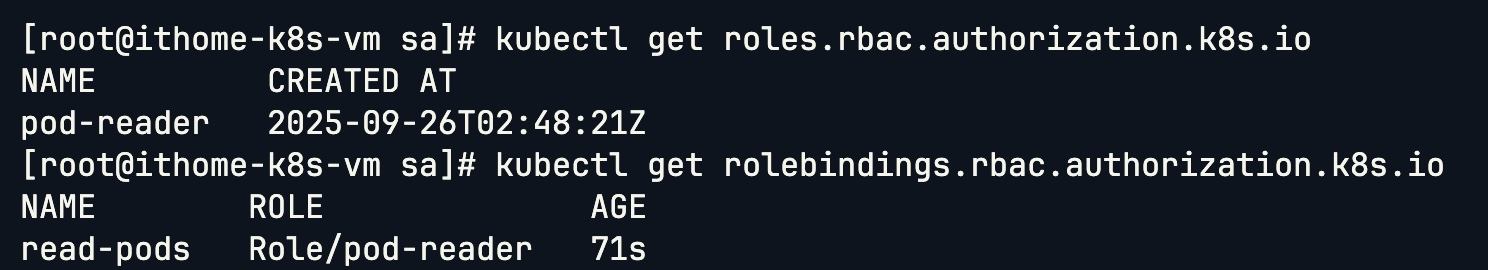 [root@ithome-k8s-vm sa]# kubectl get roles.rbac.authorization.k8s.io
NAME         CREATED AT
pod-reader   2025-09-26T02:48:21Z
[root@ithome-k8s-vm sa]# kubectl get rolebindings.rbac.authorization.k8s.io
NAME        ROLE              AGE
read-pods   Role/pod-reader   71s